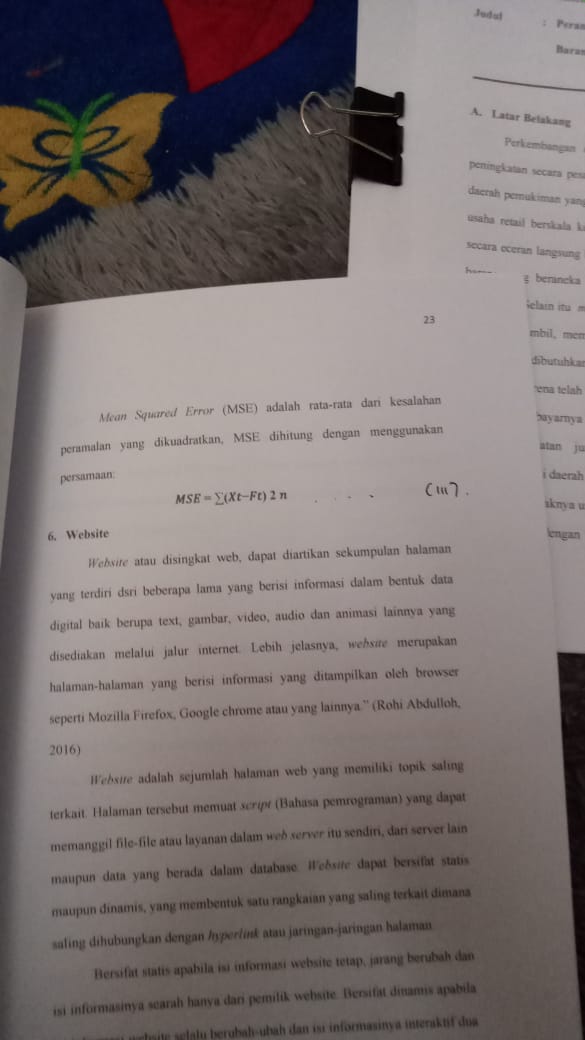 Judul : Peran
Baran
A. Latar Belakang
Perkembangan
peningkatan secara pes
daerah pemukiman yang
usaha retail berskala k
secara eceran langsung
g beraneka
Selain itu m
mbil, men
dibutuhkan
rena telah
bayarnya
atan ju
i daerah
aknya u
dengan
23
Mean Squared Error (MSE) adalah rata-rata dari kesalahan
peramalan yang dikuadratkan, MSE dihitung dengan menggunakan
persamaan:
MSE = ∑(Xt−Ft) 2 n . . . .
6. Website
Website atau disingkat web, dapat diartikan sekumpulan halaman
yang terdiri dsri beberapa lama yang berisi informasi dalam bentuk data
digital baik berupa text, gambar, video, audio dan animasi lainnya yang
disediakan melalui jalur internet. Lebih jelasnya, website merupakan
halaman-halaman yang berisi informasi yang ditampilkan oleh browser
seperti Mozilla Firefox, Google chrome atau yang lainnya." (Rohi Abdulloh,
2016)
Website adalah sejumlah halaman web yang memiliki topik saling
terkait. Halaman tersebut memuat script (Bahasa pemrograman) yang dapat
memanggil file-file atau layanan dalam web server itu sendiri, dari server lain
maupun data yang berada dalam database. Website dapat bersifat statis
maupun dinamis, yang membentuk satu rangkaian yang saling terkait dimana
saling dihubungkan dengan hyperlink atau jaringan-jaringan halaman.
Bersifat statis apabila isi informasi website tetap, jarang berubah dan
isi informasinya searah hanya dari pemilik website. Bersifat dinamis apabila
website selalu berubah-ubah dan isi informasinya interaktif dua